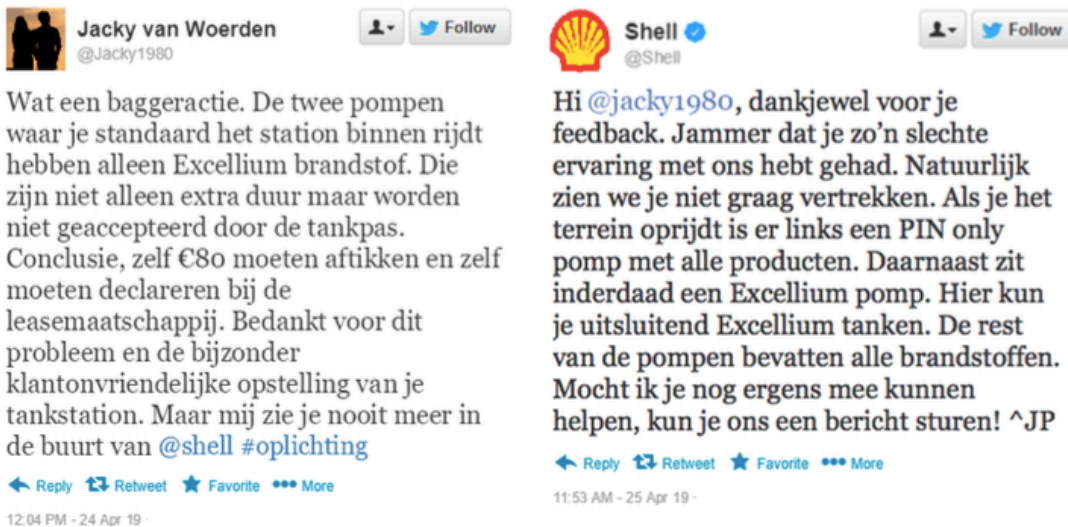 Jacky van Woerden
@Jacky1980
Follow
Wat een baggeractie. De twee pompen
waar je standaard het station binnen rijdt
hebben alleen Excellium brandstof. Die
zijn niet alleen extra duur maar worden
niet geaccepteerd door de tankpas.
Conclusie, zelf €80 moeten aftikken en zelf
moeten declareren bij de
leasemaatschappij. Bedankt voor dit
probleem en de bijzonder
klantonvriendelijke opstelling van je
tankstation. Maar mij zie je nooit meer in
de buurt van @shell #oplichting
Reply Retweet Favorite More
12:04 PM - 24 Apr 19 ·
Shell
@Shell
Follow
Hi @jacky1980, dankjewel voor je
feedback. Jammer dat je zo’n slechte
ervaring met ons hebt gehad. Natuurlijk
zien we je niet graag vertrekken. Als je het
terrein oprijdt is er links een PIN only
pomp met alle producten. Daarnaast zit
inderdaad een Excellium pomp. Hier kun
je uitsluitend Excellium tanken. De rest
van de pompen bevatten alle brandstoffen.
Mocht ik je nog ergens mee kunnen
helpen, kun je ons een bericht sturen! ^JP
Reply Retweet Favorite More
11:53 AM - 25 Apr 19 ·